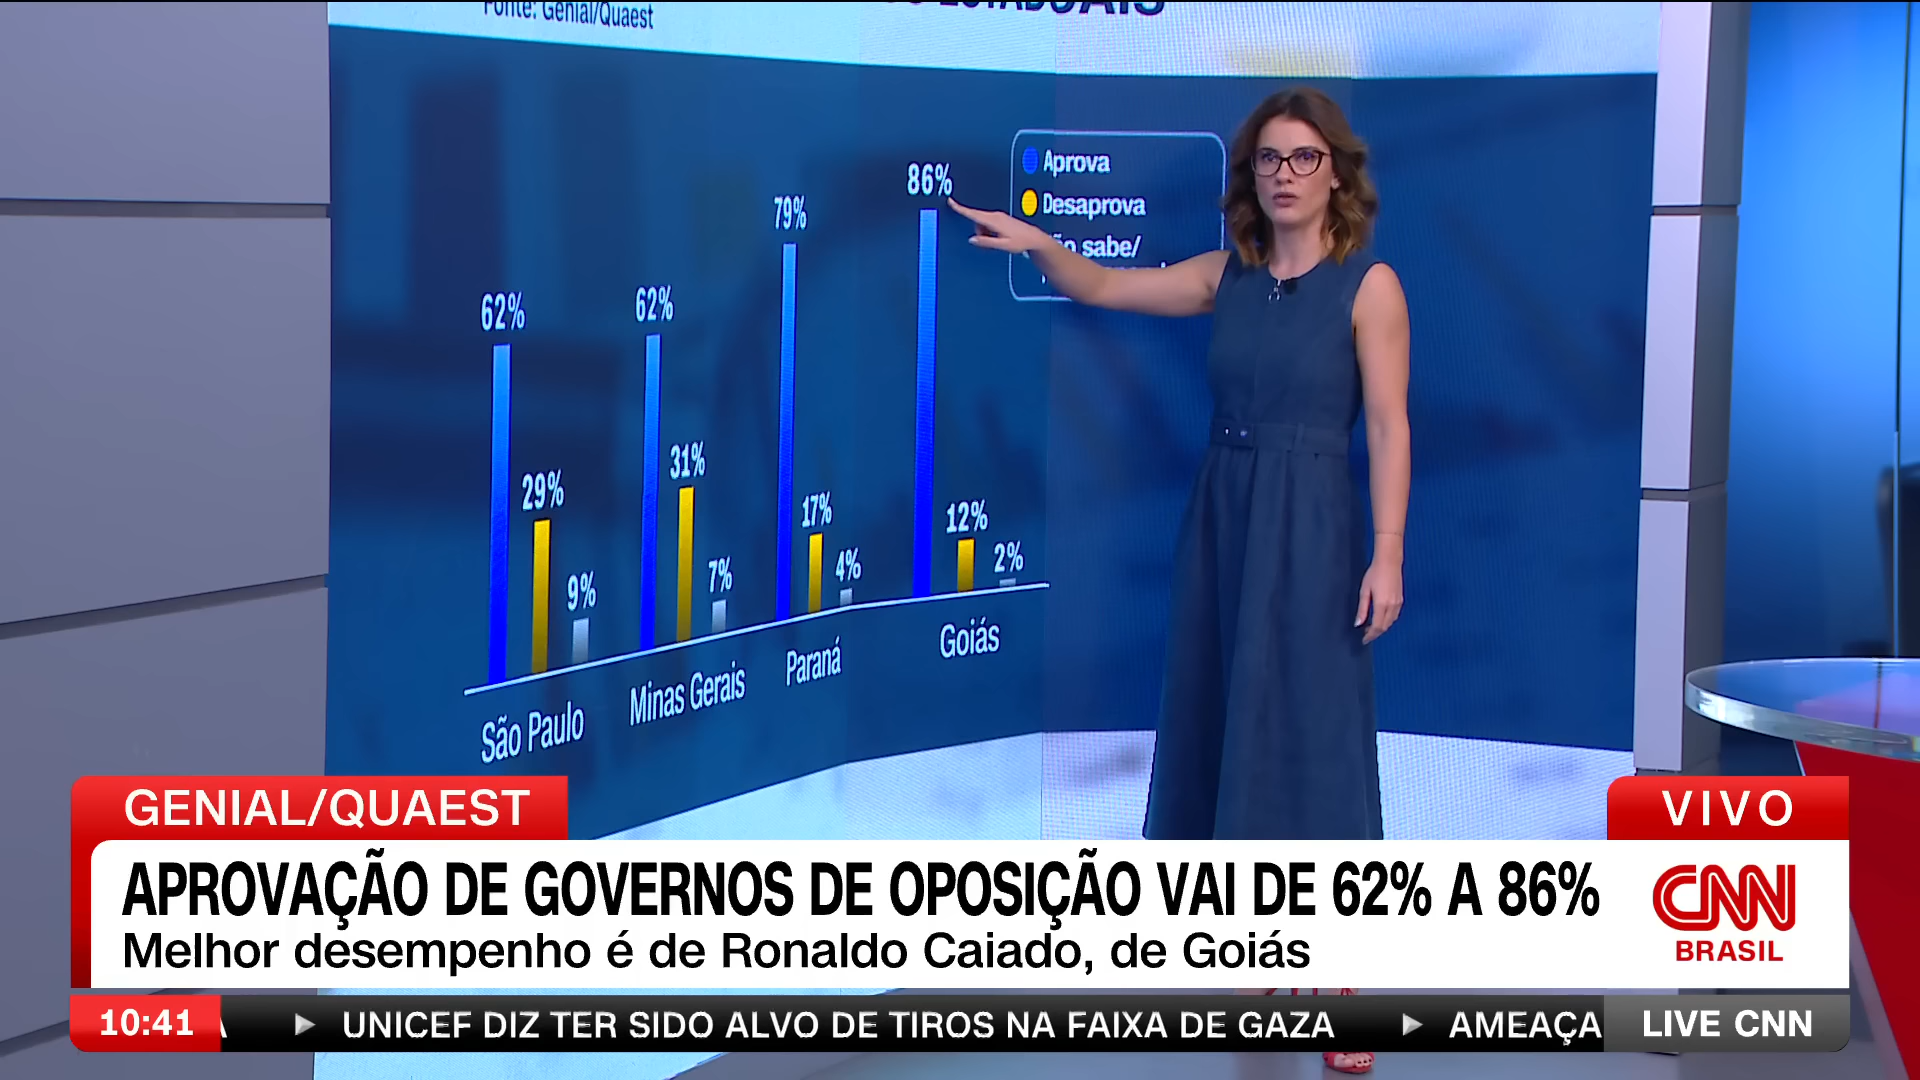 Fonte: Genial/Quaest
86%
79%
62%
62%
31%
29%
17%
12%
9%
7%
4%
2%
Aprova
Desaprova
sabe/
São Paulo
Minas Gerais
Paraná
Goiás
GENIAL/QUAEST
VIVO
APROVAÇÃO DE GOVERNOS DE OPOSIÇÃO VAI DE 62% A 86%
Melhor desempenho é de Ronaldo Caiado, de Goiás
CNN
BRASIL
10:41
UNICEF DIZ TER SIDO ALVO DE TIROS NA FAIXA DE GAZA
AMEAÇA
LIVE CNN